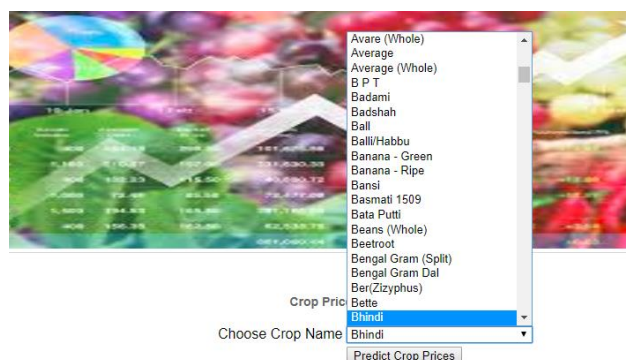 Avare (Whole)
Average
Average (Whole)
B P T
Badami
Badshah
Ball
Balli/Habbu
Banana - Green
Banana - Ripe
Bansi
Basmati 1509
Bata Putti
Beans (Whole)
Beetroot
Bengal Gram (Split)
Bengal Gram Dal
Ber(Zizyphus)
Bette
Bhindi
Crop Pric
Choose Crop Name Bhindi
Predict Crop Prices